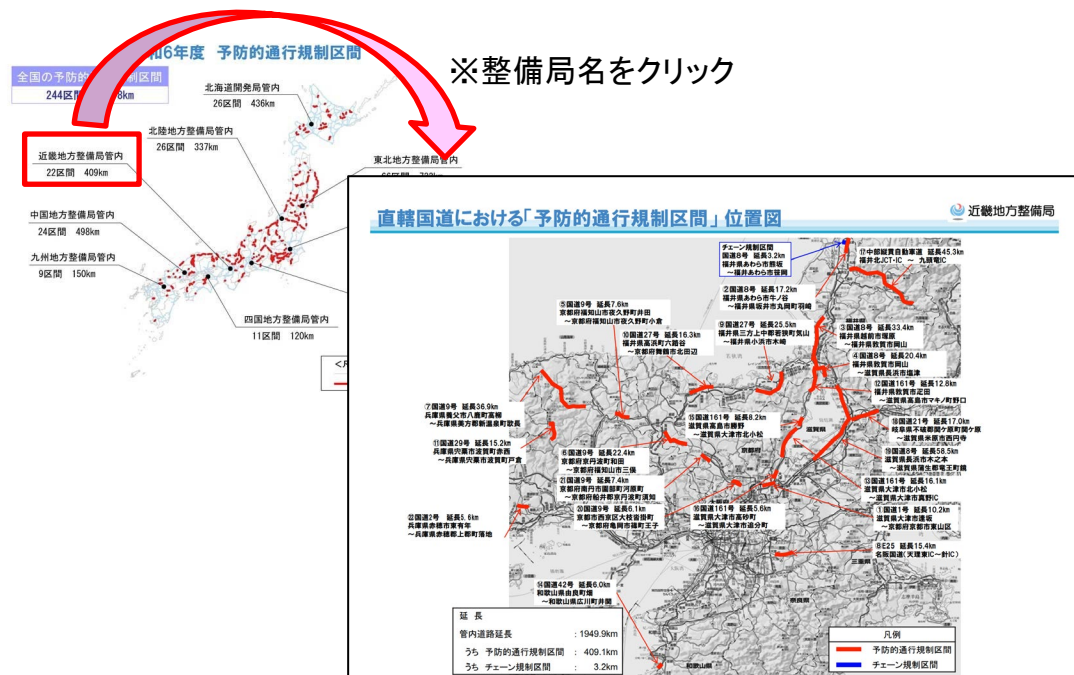 ※整備局名をクリック
6年度 予防的通行規制区間
全国の予防的
制区間
244区間
8km
北海道開発局管内
26区間 436km
北陸地方整備局管内
26区間 337km
近畿地方整備局管内
22区間 409km
東北地方整備局管内
中国地方整備局管内
24区間 498km
九州地方整備局管内
9区間 150km
四国地方整備局管内
11区間 120km
直轄国道における「予防的通行規制区間」位置図
近畿地方整備局
チェーン規制区間
国道8号 延長3.2km
福井県あわら市熊坂
～福井あわら市笹岡
⑰中部縦貫自動車道 延長45.3km
福井北JCT・IC ～ 九頭竜IC
②国道8号 延長17.2km
福井県あわら市牛ノ谷
～福井県坂井市丸岡町羽崎
⑤国道9号 延長7.6km
京都府福知山市夜久野町井田
～京都府福知山市夜久野町小倉
⑩国道27号 延長16.3km
福井県高浜町六路谷
～京都府舞鶴市北田辺
⑨国道27号 延長25.5km
福井県三方上中郡若狭町気山
～福井県小浜市木崎
③国道8号 延長33.4km
福井県越前市塚原
～福井県敦賀市岡山
④国道8号 延長20.4km
福井県敦賀市岡山
～滋賀県長浜市塩津
⑫国道161号 延長12.8km
福井県敦賀市疋田
～滋賀県高島市マキノ町野口
⑦国道9号 延長36.9km
兵庫県養父市八鹿町高柳
～兵庫県美方郡新温泉町歌長
⑮国道161号 延長8.2km
滋賀県高島市勝野
～滋賀県大津市北小松
⑱国道21号 延長17.0km
岐阜県不破郡関ケ原町関ケ原
～滋賀県米原市西円寺
⑪国道29号 延長15.2km
兵庫県宍粟市波賀町赤西
～兵庫県宍粟市波賀町戸倉
⑥国道9号 延長22.4km
京都府京丹波町和田
～京都府福知山市三俣
⑲国道8号 延長58.5km
滋賀県長浜市木之本
～滋賀県蒲生郡竜王町鏡
㉑国道9号 延長7.4km
京都府南丹市園部町河原町
～京都府船井郡京丹波町須知
⑬国道161号 延長16.1km
滋賀県大津市北小松
～滋賀県大津市真野IC
⑳国道9号 延長6.1km
京都市西京区大枝沓掛町
～京都府亀岡市篠町王子
⑯国道161号 延長5.6km
滋賀県大津市高砂町
～滋賀県大津市追分町
①国道1号 延長10.2km
滋賀県大津市逢坂
～京都府京都市東山区
㉒国道2号 延長5.6km
兵庫県赤穂市東有年
～兵庫県赤穂郡上郡町落地
⑧E25 延長15.4km
名阪国道(天理東IC～針IC)
⑭国道42号 延長6.0km
和歌山県由良町畑
～和歌山県広川町井関
福井県
滋賀県
京都府
三重県
奈良県
和歌山県
延 長
管内道路延長 : 1949.9km
うち 予防的通行規制区間 : 409.1km
うち チェーン規制区間 : 3.2km
凡例
予防的通行規制区間
チェーン規制区間